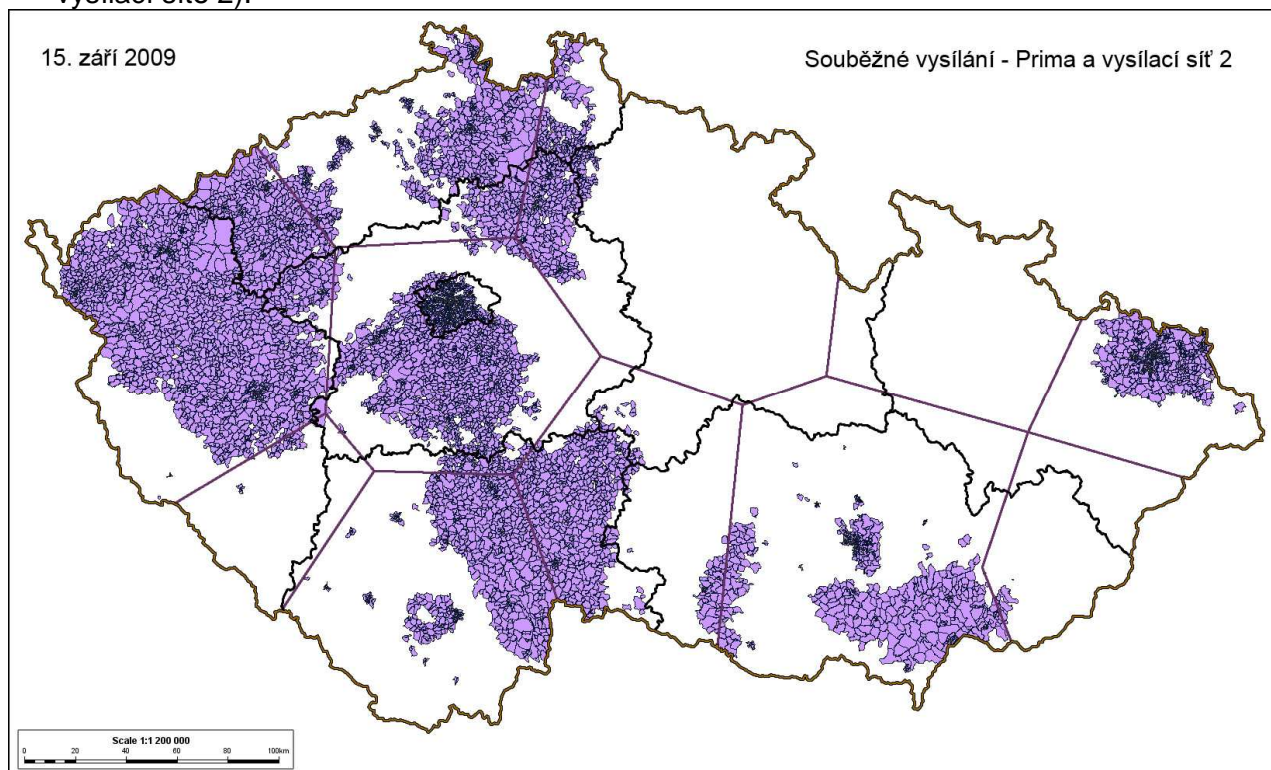 vysílací sítě 2).
15. září 2009
Souběžné vysílání - Prima a vysílací síť 2
Scale 1:1 200 000
0 20 40 60 80 100km